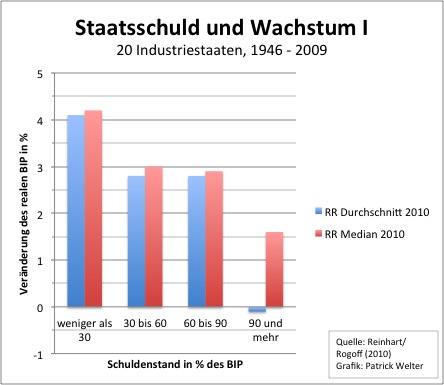 Staatsschuld und Wachstum I
20 Industriestaaten, 1946 - 2009
Veränderung des realen BIP in %
5
4
3
2
1
0
-1
weniger als
30
30 bis 60
60 bis 90
90 und
mehr
Schuldenstand in % des BIP
RR Durchschnitt 2010
RR Median 2010
Quelle: Reinhart/
Rogoff (2010)
Grafik: Patrick Welter